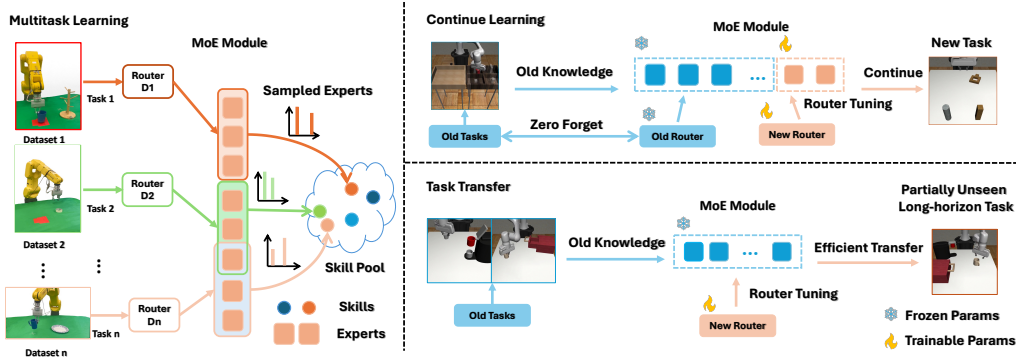 Multitask Learning
MoE Module
Router
D1
Task 1
Dataset 1
Sampled Experts
Router
D2
Task 2
Dataset 2
...
...
Skill Pool
Router
Dn
Task n
Dataset n
Skills
Experts
Continue Learning
MoE Module
New Task
Old Knowledge
...
Continue
Router Tuning
Old Tasks
Zero Forget
Old Router
New Router
Task Transfer
MoE Module
Partially Unseen
Long-horizon Task
Old Knowledge
...
Efficient Transfer
Router Tuning
Old Tasks
New Router
Frozen Params
Trainable Params